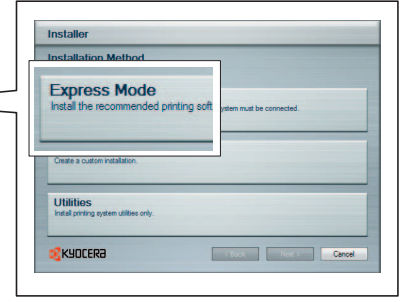 Installer
Installation Method
Express Mode
Install the recommended printing soft
ystem must be connected.
Create a custom installation.
Utilities
Install printing system utilities only.
KYOCERA
< Back
Next >
Cancel